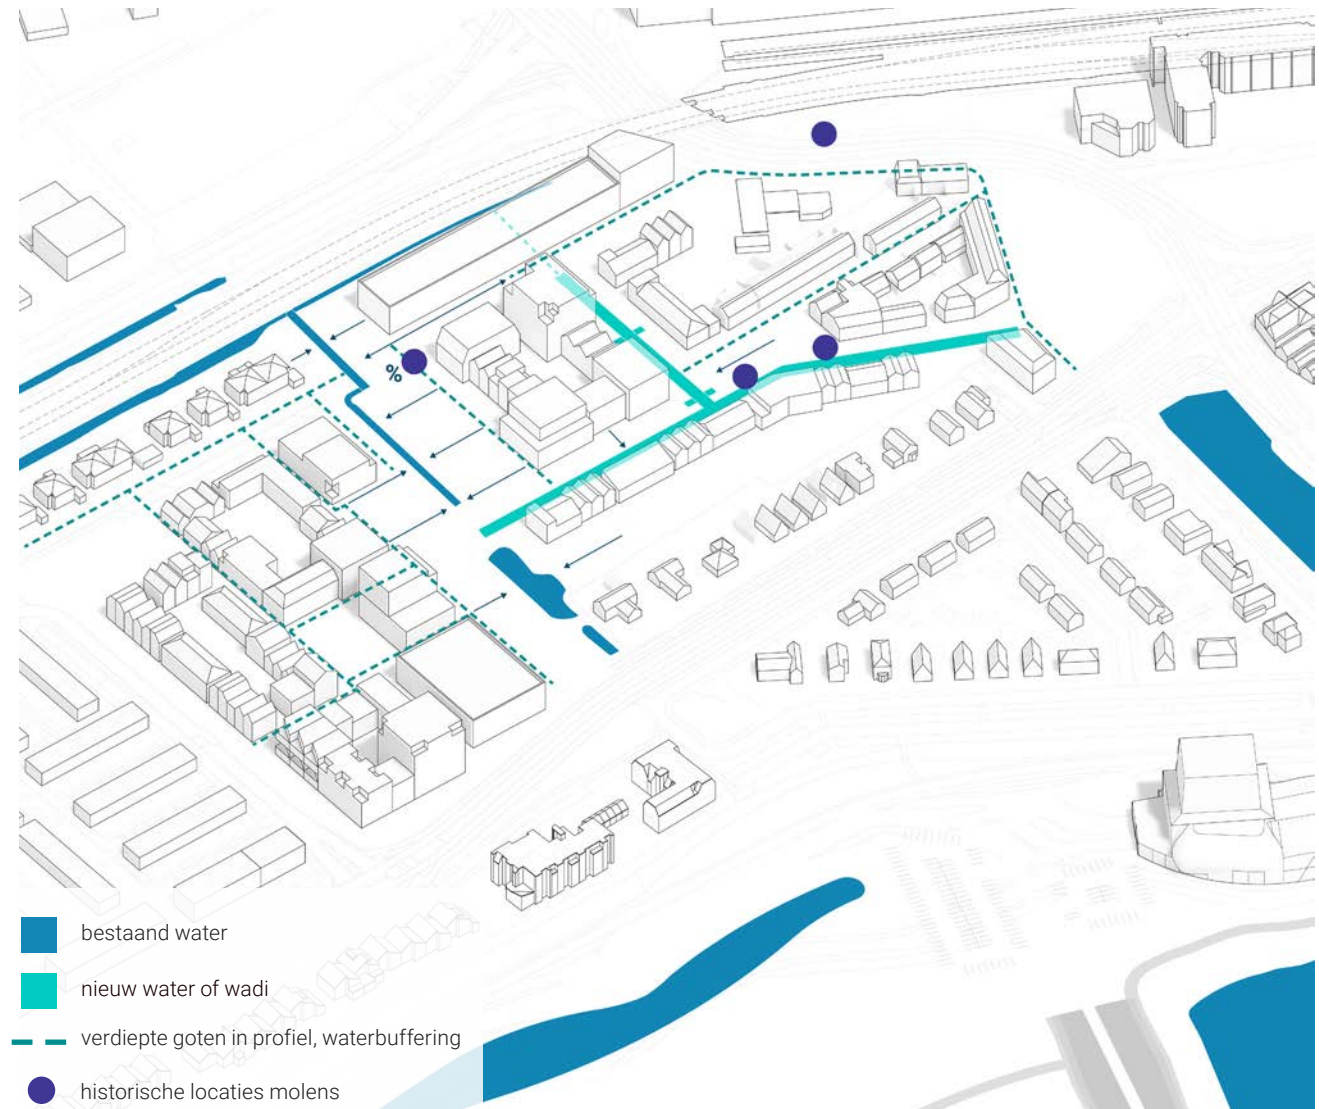 %
bestaand water
nieuw water of wadi
verdiepte goten in profiel, waterbuffering
historische locaties molens